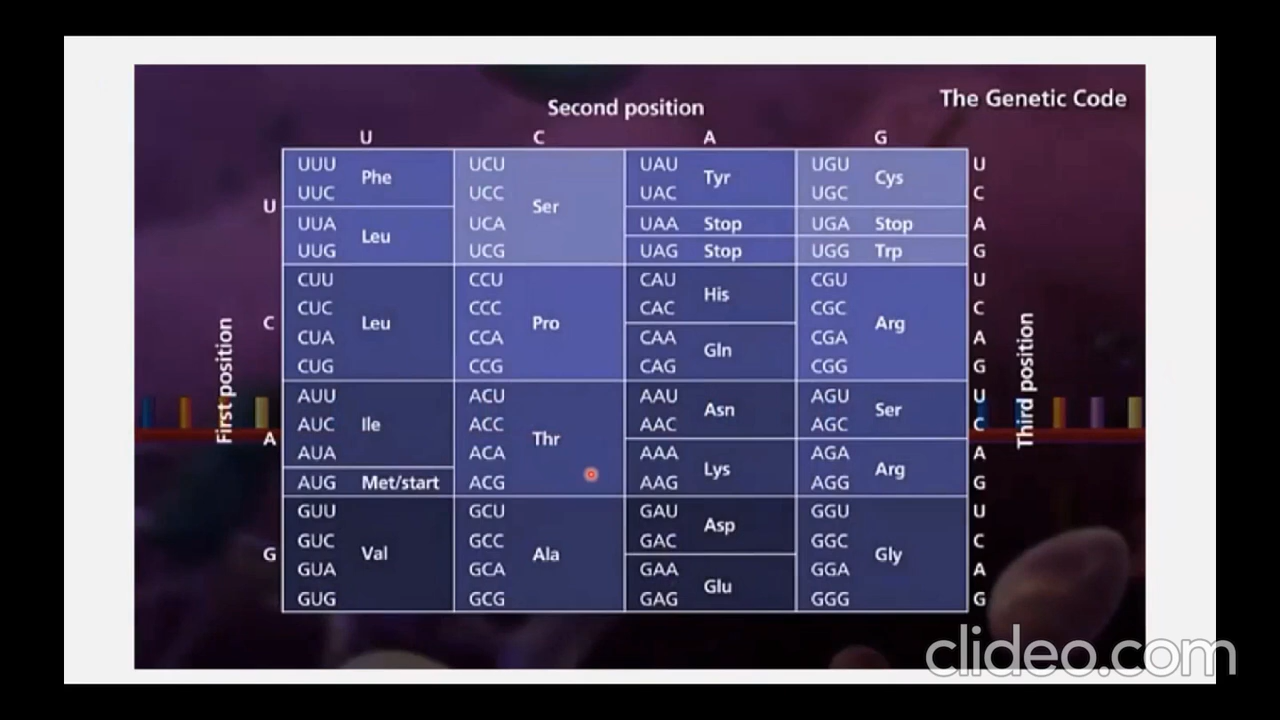 The Genetic Code
Second position
U C A G
UUU Phe UCU Ser UAU Tyr UGU Cys U
UUC UCC UAC UGC C
U
UUA Leu UCA UAA Stop UGA Stop A
UUG UCG UAG Stop UGG Trp G
CUU Leu CCU Pro CAU His CGU Arg U
CUC CCC CAC CGC C
C
CUA CCA CAA Gln CGA A
CUG CCG CAG CGG G
AUU Ile ACU Thr AAU Asn AGU Ser U
AUC ACC AAC AGC C
A
AUA ACA AAA Lys AGA Arg A
AUG Met/start ACG AAG AGG G
GUU Val GCU Ala GAU Asp GGU Gly U
GUC GCC GAC GGC C
G
GUA GCA GAA Glu GGA A
GUG GCG GAG GGG G
First position
Third position
clideo.com